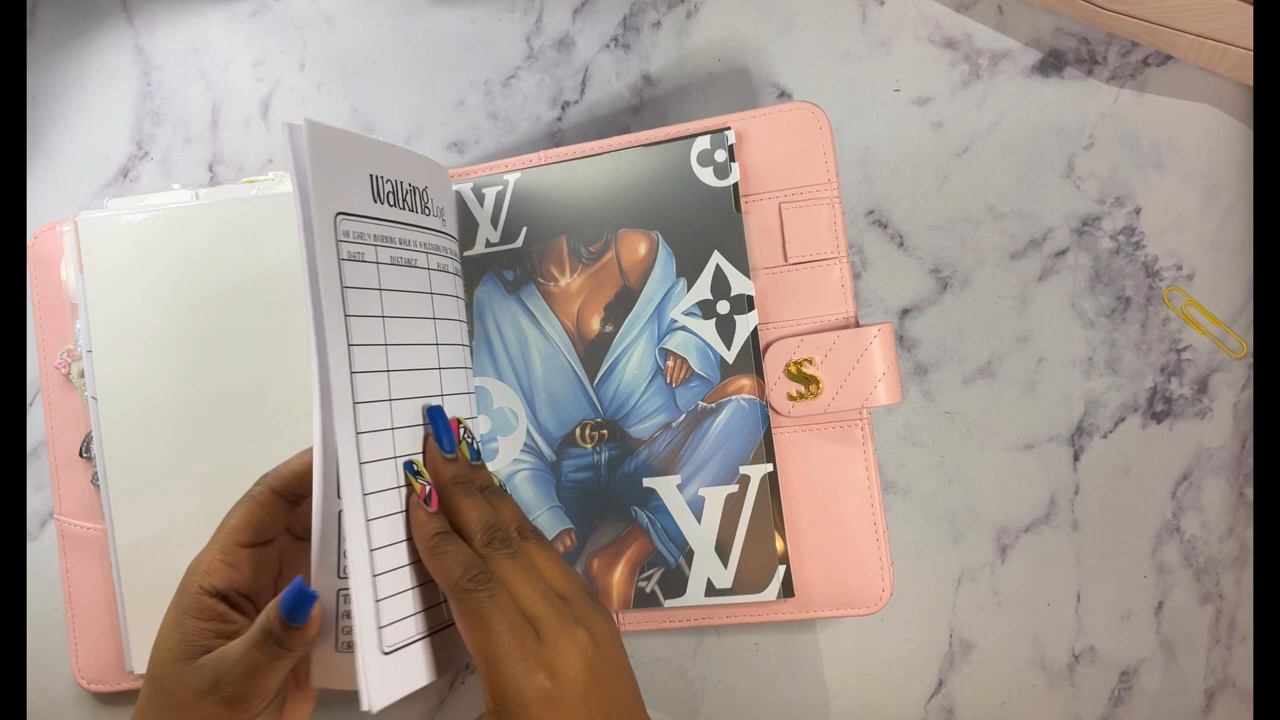 Walking Log
AN EARLY MORNING WALK IS A BLESSING FOR THE
DATE DISTANCE PLACE
LV
GG
S
LV